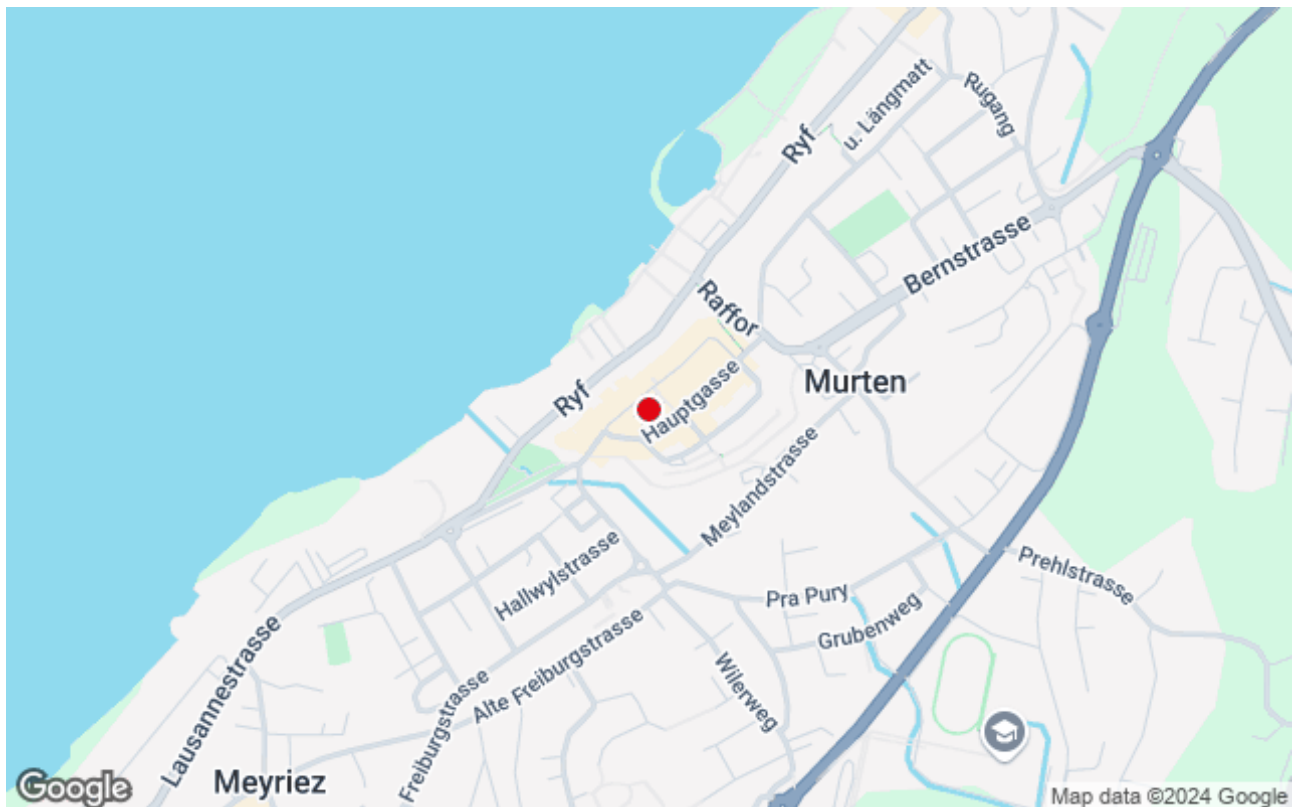 u. Längmatt
Rugang
Ryf
Bernstrasse
Raffor
Murten
Hauptgasse
Ryf
Meylandstrasse
Hallwylstrasse
Prehlstrasse
Pra Pury
Grubenweg
Lausannestrasse
Alte Freiburgstrasse
Wilerweg
Freiburgstrasse
Meyriez
Google
Map data ©2024 Google